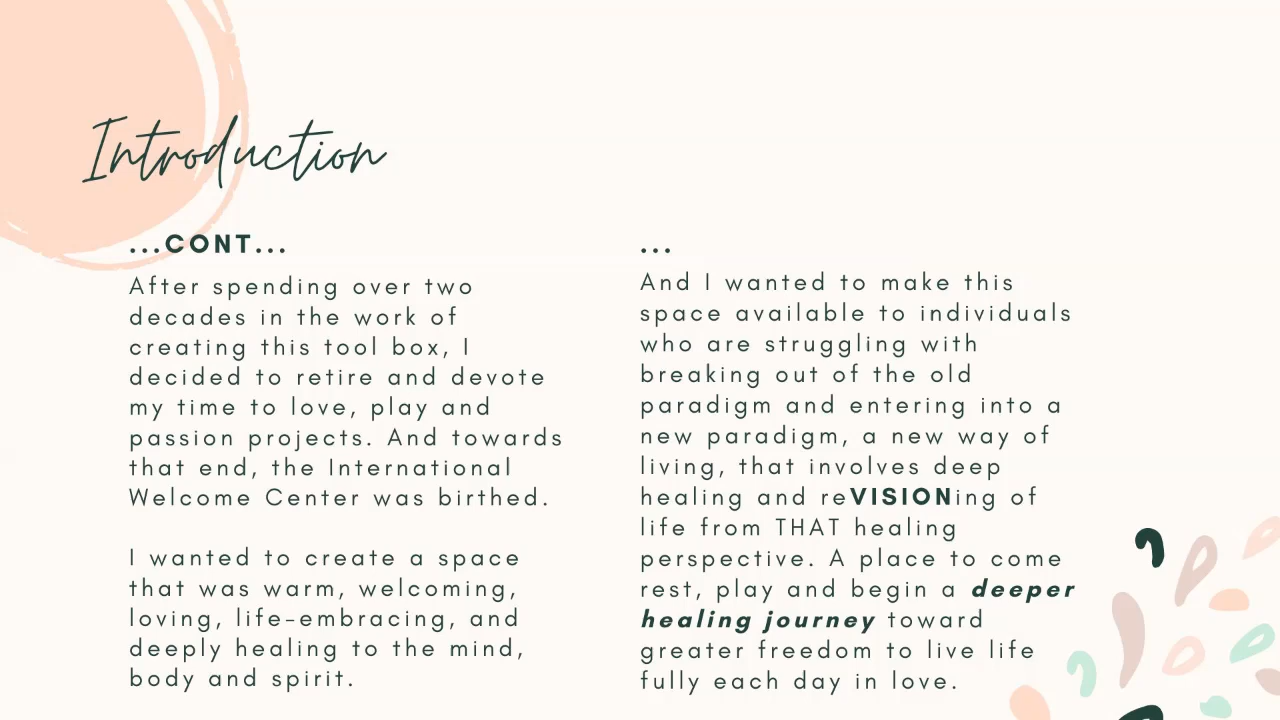 Introduction
...CONT...
After spending over two
decades in the work of
creating this tool box, I
decided to retire and devote
my time to love, play and
passion projects. And towards
that end, the International
Welcome Center was birthed.
I wanted to create a space
that was warm, welcoming,
loving, life-embracing, and
deeply healing to the mind,
body and spirit.
...
And I wanted to make this
space available to individuals
who are struggling with
breaking out of the old
paradigm and entering into a
new paradigm, a new way of
living, that involves deep
healing and reVISIONing of
life from THAT healing
perspective. A place to come
rest, play and begin a deeper
healing journey toward
greater freedom to live life
fully each day in love.